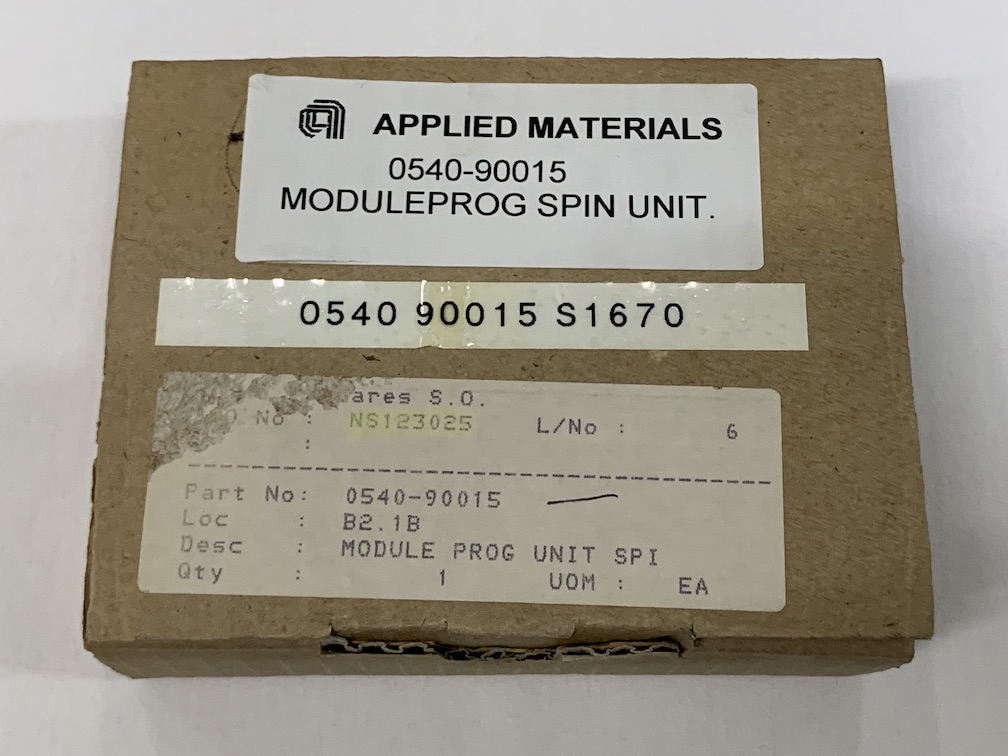 APPLIED MATERIALS
0540-90015
MODULEPROG SPIN UNIT.
0540 90015 S1670
ares S.O.
No : NS123025 L/No : 6
:
Part No: 0540-90015
Loc : B2.1B
Desc : MODULE PROG UNIT SPI
Qty : 1 UOM : EA